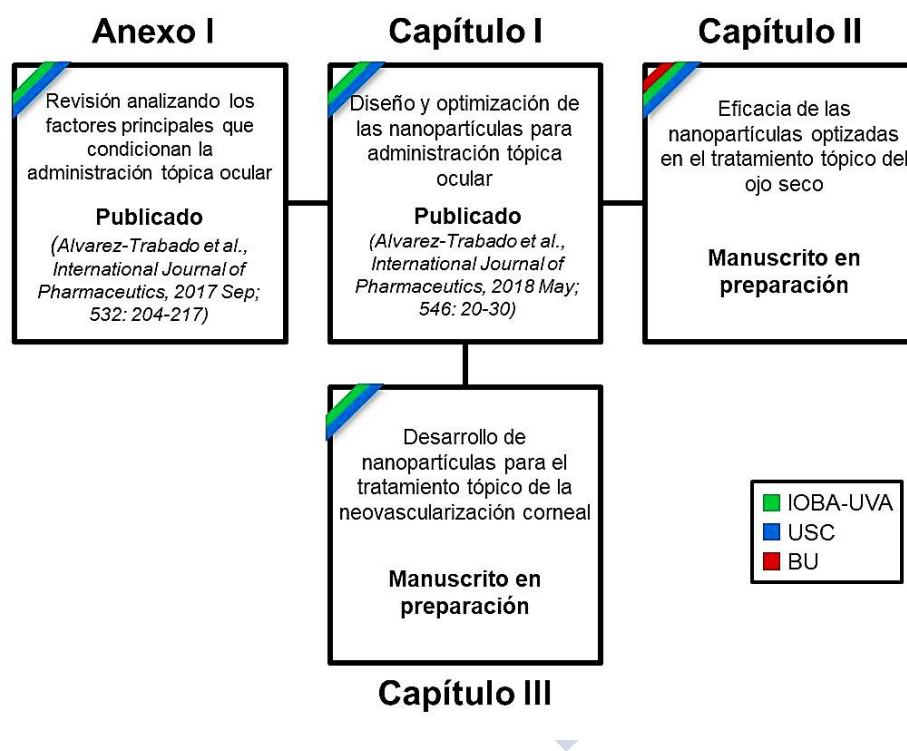 Anexo I
Revisión analizando los
factores principales que
condicionan la
administración tópica ocular
Publicado
(Alvarez-Trabado et al.,
International Journal of
Pharmaceutics, 2017 Sep;
532: 204-217)
Capítulo I
Diseño y optimización de
las nanopartículas para
administración tópica
ocular
Publicado
(Alvarez-Trabado et al.,
International Journal of
Pharmaceutics, 2018 May;
546: 20-30)
Capítulo II
Eficacia de las
nanopartículas optizadas
en el tratamiento tópico del
ojo seco
Manuscrito en
preparación
Desarrollo de
nanopartículas para el
tratamiento tópico de la
neovascularización corneal
Manuscrito en
preparación
Capítulo III
IOBA-UVA
USC
BU